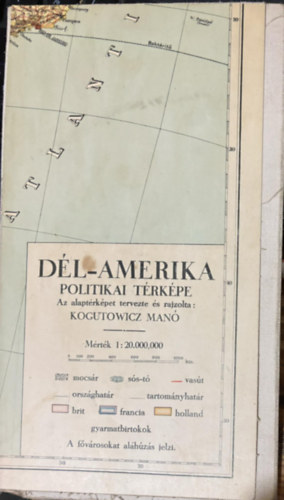 ATLANTI
DÉL-AMERIKA
POLITIKAI TÉRKÉPE
Az alaptérképet tervezte és rajzolta:
KOGUTOWICZ MANÓ
Mérték 1:20.000,000
mocsár sós-tó vasút
országhatár tartományhatár
brit francia holland
gyarmatbirtokok
A fővárosokat aláhúzás jelzi.